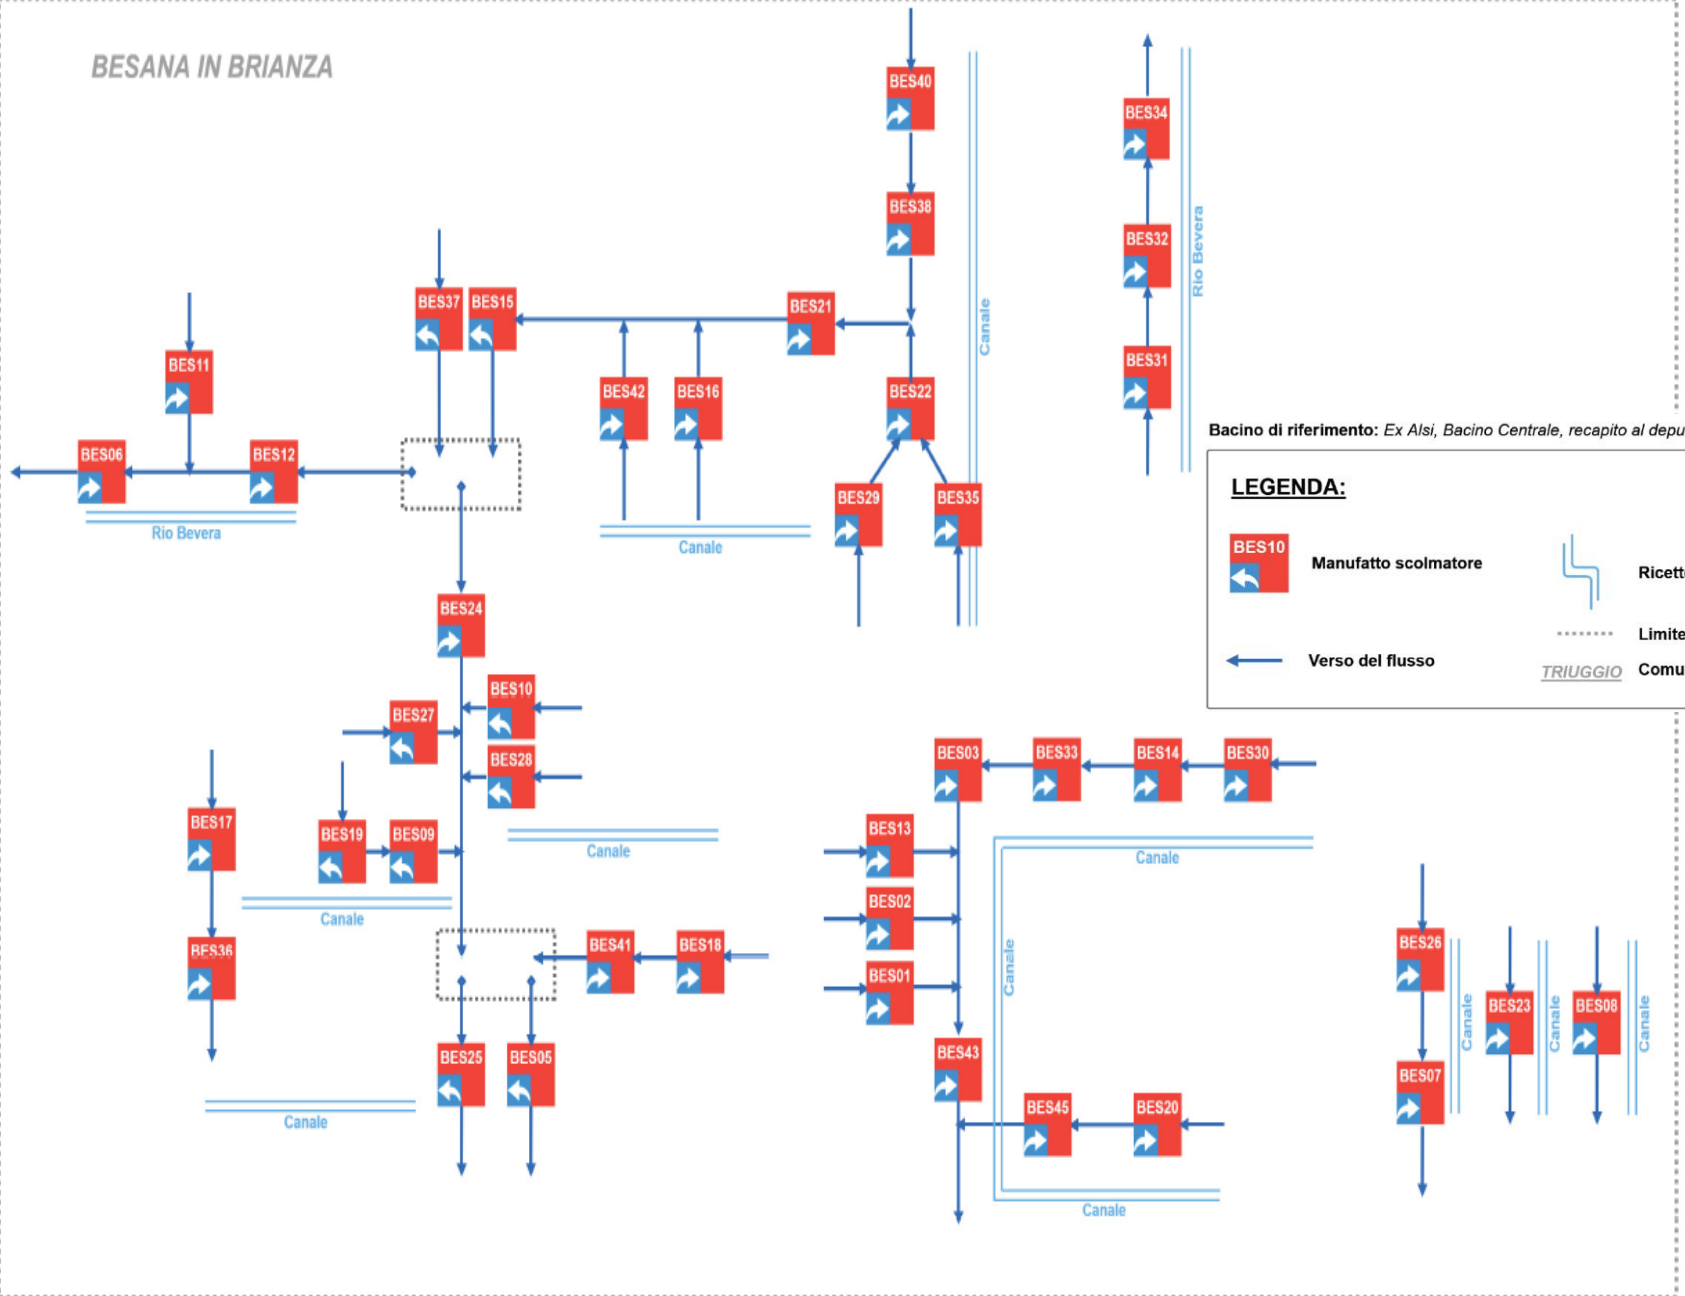 BESANA IN BRIANZA
BES40
BES34
BES38
BES32
Rio Bevera
BES37
BES15
BES21
Canale
BES11
BES31
BES42
BES16
BES22
BES06
BES12
Rio Bevera
Canale
BES29
BES35
Bacino di riferimento: Ex Alsi, Bacino Centrale, recapito al depu
LEGENDA:
BES10
Manufatto scolmatore
Ricett
Limite
Verso del flusso
TRIUGGIO
Comu
BES24
BES10
BES27
BES28
BES03
BES33
BES14
BES30
BES17
BES19
BES09
Canale
BES13
Canale
Canale
BES02
BES36
BES41
BES18
BES01
Canale
BES26
Canale
BES23
Canale
BES08
Canale
BES25
BES05
BES43
BES07
Canale
BES45
BES20
Canale